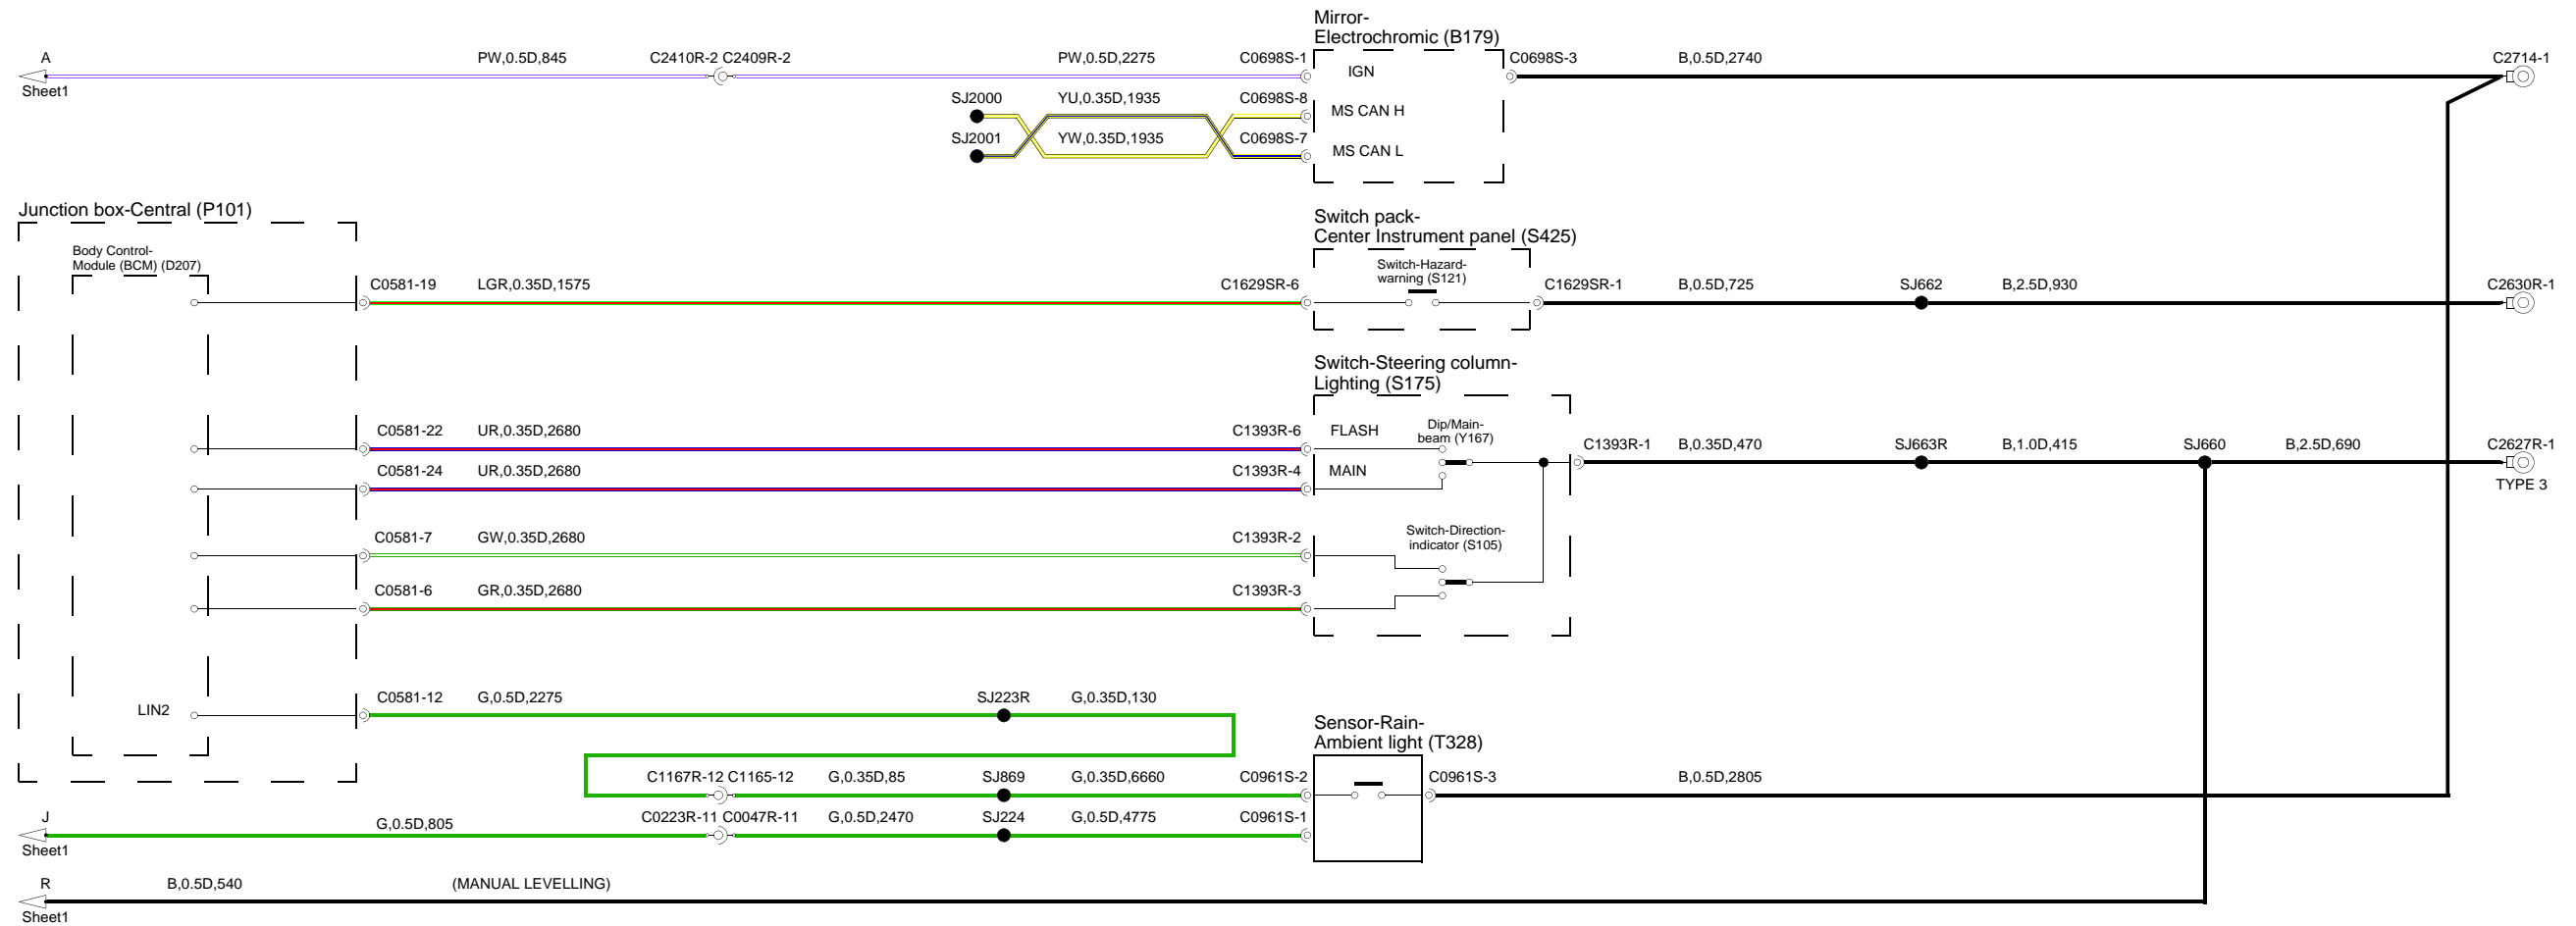 Mirror-
Electrochromic (B179)
A
PW,0.5D,845
C2410R-2 C2409R-2
PW,0.5D,2275
C0698S-1
IGN
C0698S-3
B,0.5D,2740
C2714-1
Sheet1
SJ2000
YU,0.35D,1935
C0698S-8
MS CAN H
SJ2001
YW,0.35D,1935
C0698S-7
MS CAN L
Junction box-Central (P101)
Body Control-
Module (BCM) (D207)
Switch pack-
Center Instrument panel (S425)
Switch-Hazard-
warning (S121)
C0581-19
LGR,0.35D,1575
C1629SR-6
C1629SR-1
B,0.5D,725
SJ662
B,2.5D,930
C2630R-1
Switch-Steering column-
Lighting (S175)
C0581-22
UR,0.35D,2680
C1393R-6
FLASH
Dip/Main-
beam (Y167)
C1393R-1
B,0.35D,470
SJ663R
B,1.0D,415
SJ660
B,2.5D,690
C2627R-1
TYPE 3
C0581-24
UR,0.35D,2680
C1393R-4
MAIN
C0581-7
GW,0.35D,2680
C1393R-2
Switch-Direction-
indicator (S105)
C0581-6
GR,0.35D,2680
C1393R-3
LIN2
C0581-12
G,0.5D,2275
SJ223R
G,0.35D,130
Sensor-Rain-
Ambient light (T328)
C1167R-12 C1165-12
G,0.35D,85
SJ869
G,0.35D,6660
C0961S-2
C0961S-3
B,0.5D,2805
J
G,0.5D,805
C0223R-11 C0047R-11
G,0.5D,2470
SJ224
G,0.5D,4775
C0961S-1
Sheet1
R
B,0.5D,540
(MANUAL LEVELLING)
Sheet1